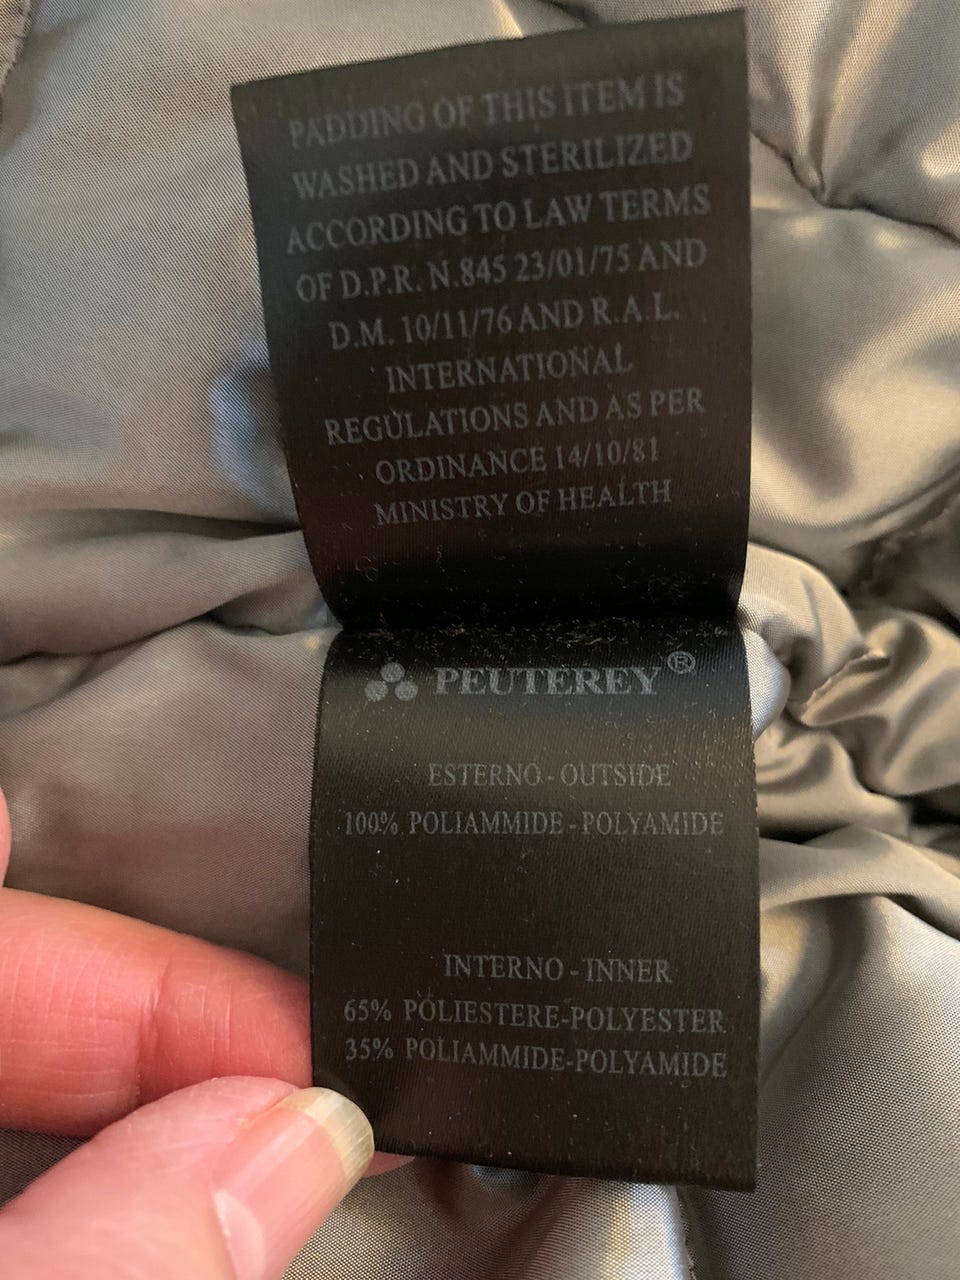 PADDING OF THIS ITEM IS
WASHED AND STERILIZED
ACCORDING TO LAW TERMS
OF D.P.R. N.845 23/01/75 AND
D.M. 10/11/76 AND R.A.L.
INTERNATIONAL
REGULATIONS AND AS PER
ORDINANCE 14/10/81
MINISTRY OF HEALTH
PEUTEREY®
ESTERNO - OUTSIDE
100% POLIAMMIDE - POLYAMIDE
INTERNO - INNER
65% POLIESTERE-POLYESTER
35% POLIAMMIDE-POLYAMIDE